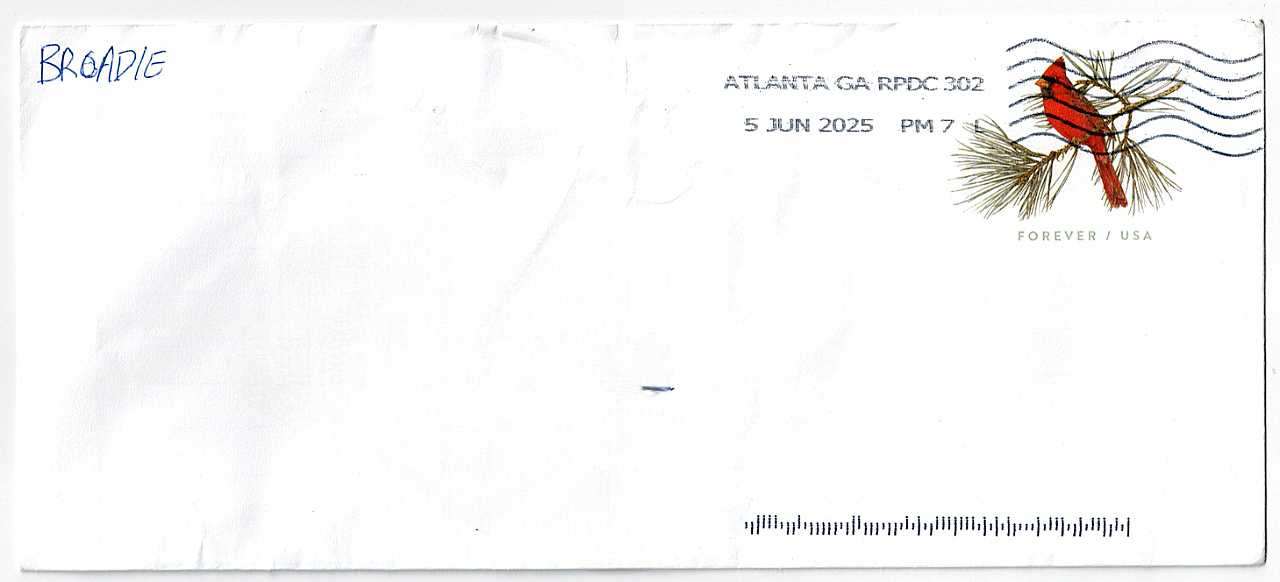 BROADIE
ATLANTA GA RPDC 302
5 JUN 2025 PM 7 L
FOREVER / USA